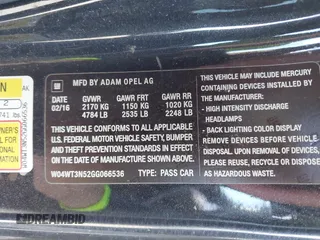 MFD BY ADAM OPEL AG
DATE GVWR GAWR FRT GAWR RR
02/16 2170 KG 1150 KG 1020 KG
4784 LB 2535 LB 2248 LB
THIS VEHICLE CONFORMS TO ALL APPLICABLE
U.S. FEDERAL MOTOR VEHICLE SAFETY, BUMPER
AND THEFT PREVENTION STANDARDS
IN EFFECT ON THE DATE OF
MANUFACTURE SHOWN ABOVE.
W04WT3N52GG066536 TYPE: PASS CAR
THIS VEHICLE MAY INCLUDE MERCURY
CONTAINING DEVICES INSTALLED BY THE
MANUFACTURER:
• HIGH INTENSITY DISCHARGE
HEADLAMPS
• BACK LIGHTING COLOR DISPLAY
REMOVE DEVICES BEFORE VEHICLE
DISPOSAL. UPON REMOVAL OF DEVICES
PLEASE REUSE, RECYCLE OR DISPOSE
AS HAZARDOUS WASTE.
DREAMBID